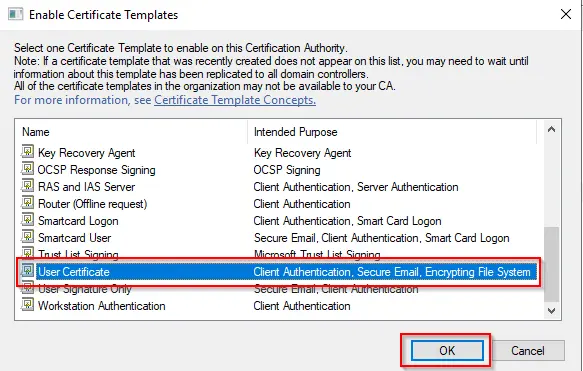 Enable Certificate Templates
Select one Certificate Template to enable on this Certification Authority.
Note: If a certificate template that was recently created does not appear on this list, you may need to wait until
information about this template has been replicated to all domain controllers.
All of the certificate templates in the organization may not be available to your CA.
For more information, see Certificate Template Concepts.
Name Intended Purpose
Key Recovery Agent Key Recovery Agent
OCSP Response Signing OCSP Signing
RAS and IAS Server Client Authentication, Server Authentication
Router (Offline request) Client Authentication
Smartcard Logon Client Authentication, Smart Card Logon
Smartcard User Secure Email, Client Authentication, Smart Card Logon
Trust List Signing Microsoft Trust List Signing
User Certificate Client Authentication, Secure Email, Encrypting File System
User Signature Only Secure Email, Client Authentication
Workstation Authentication Client Authentication
OK Cancel